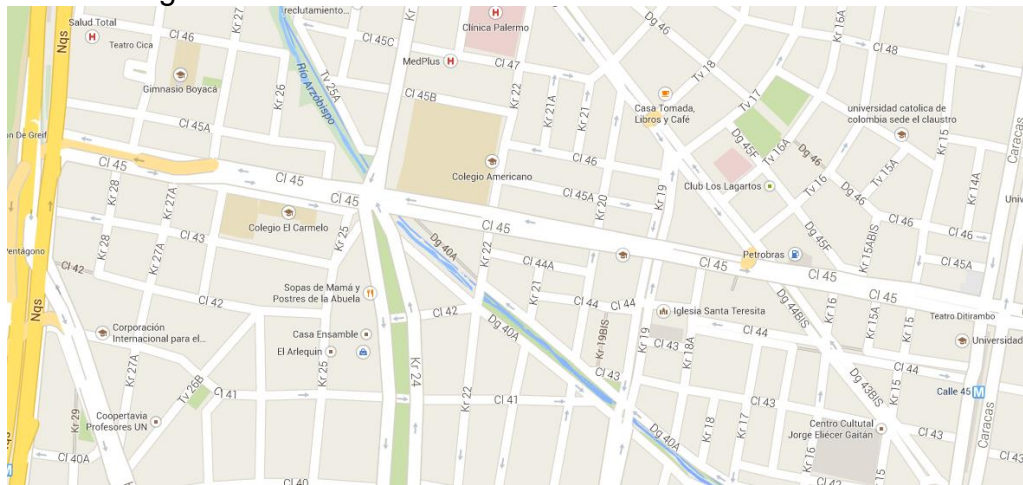 reclutamiento...
Salud Total
Kr 27
Nqs
Cl 46
Teatro Cica
Cl 45C
Clínica Palermo
MedPlus
Cl 47
Dg 46
Kr 16A
Cl 48
Tv 18
Gimnasio Boyacá
Kr 26
Río Arzobispo
Tv 25A
Cl 45B
Kr 22
Kr 21A
Kr 21
Casa Tomada,
Libros y Café
Tv 17
universidad catolica de
colombia sede el claustro
Caracas
on De Greif
Cl 45A
Dg 45F
Tv 16A
Dg 46
Kr 15
Cl 45
Cl 46
Colegio Americano
Tv 15A
Kr 28
Kr 27A
Cl 45
Cl 45A
Kr 20
Kr 19
Club Los Lagartos
Tv 16
Dg 46
Kr 14A
Univ
Cl 45
Colegio El Carmelo
Kr 25
Cl 45
Cl 46
Cl 46
Pentágono
Kr 28
Cl 43
Dg 40A
Kr 22
Cl 45
Petrobras
Dg 45F
Kr 15ABIS
Cl 42
Kr 27A
Cl 44A
Cl 45
Cl 45
Cl 45A
Sopas de Mamá y
Postres de la Abuela
Kr 21
Nqs
Cl 42
Cl 42
Cl 44
Cl 44
Iglesia Santa Teresita
Dg 44BIS
Kr 16
Kr 15A
Kr 15
Teatro Ditirambo
Corporación
Internacional para el...
Casa Ensamble
Dg 40A
Kr 19BIS
Kr 19
Cl 43
Kr 18A
Cl 44
Universidad
El Arlequin
Kr 27A
Kr 25
Kr 24
Cl 43
Cl 44
Tv 26B
Cl 41
Kr 22
Cl 41
Cl 43
Dg 43BIS
Kr 15
Calle 45
Coopertavia
Profesores UN
Kr 29
Dg 40A
Kr 18
Kr 17
Kr 16
Centro Cultutal
Jorge Eliécer Gaitán
Cl 43
Cl 43
Caracas
Cl 40A
Cl 40
Cl 42
Kr 15